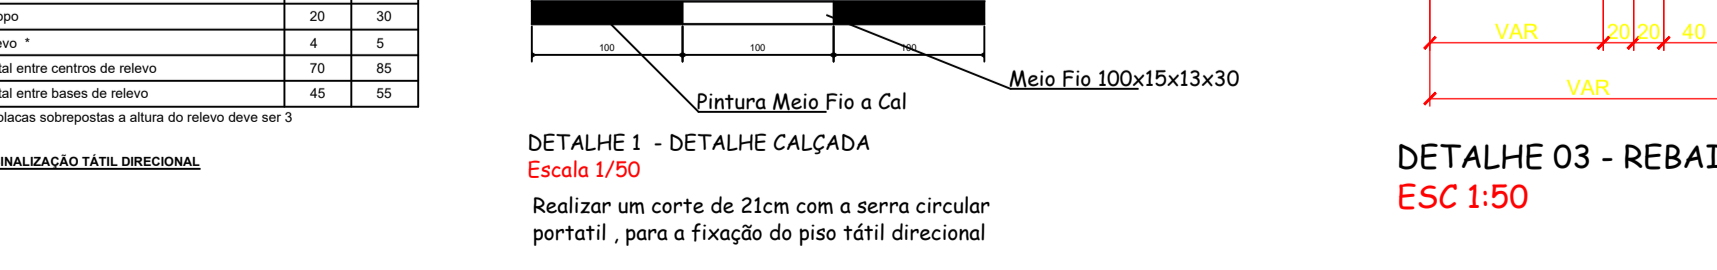 opo 20 30
evo * 4 5
tal entre centros de relevo 70 85
tal entre bases de relevo 45 55
placas sobrepostas a altura do relevo deve ser 3
INALIZAÇÃO TÁTIL DIRECIONAL
100 100 100
Meio Fio 100x15x13x30
Pintura Meio Fio a Cal
DETALHE 1 - DETALHE CALÇADA
Escala 1/50
Realizar um corte de 21cm com a serra circular
portatil , para a fixação do piso tátil direcional
VAR 20 20 40
VAR
DETALHE 03 - REBAI
ESC 1:50